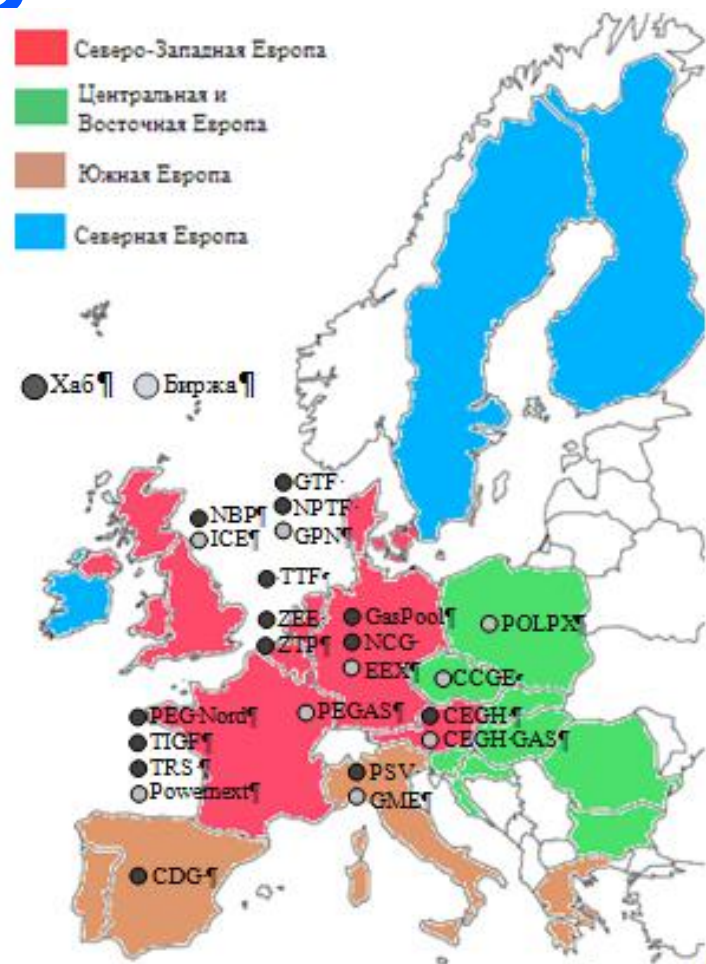 Северо-Западная Европа
Центральная и
Восточная Европа
Южная Европа
Северная Европа
Хаб¶ Биржа¶
GTF·
NPTF·
GPN¶
NBP¶
ICE¶
TTF·
ZEE·
ZTP¶
GasPool¶
NCG·
EEX¶
POLPX¶
CCGE·
PEGAS¶
CEGH·¶
CEGH·GAS¶
PEG·Nord¶
TIGF¶
TRS·¶
Powernext¶
PSV·
GME¶
CDG·¶